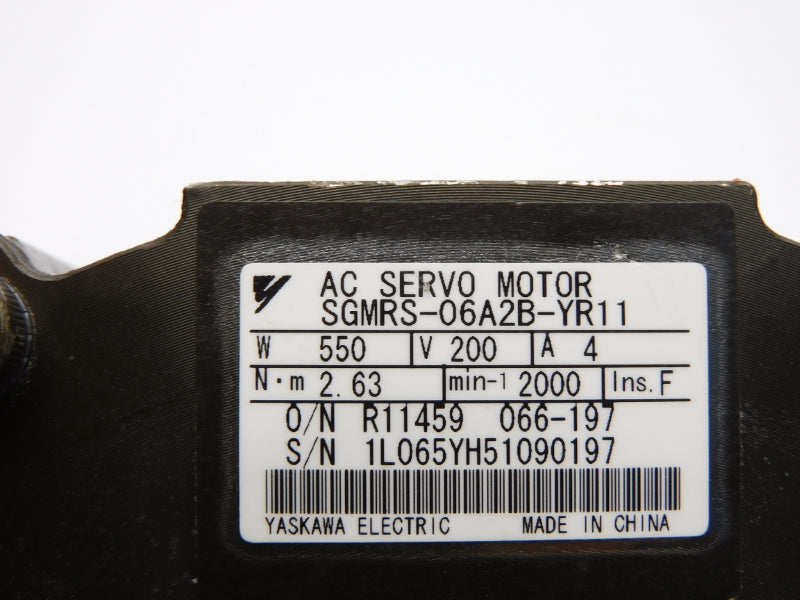 AC SERVO MOTOR
SGMRS-06A2B-YR11
W 550 V 200 A 4
N·m 2.63 min-1 2000 Ins. F
O/N R11459 066-197
S/N 1L065YH51090197
YASKAWA ELECTRIC MADE IN CHINA